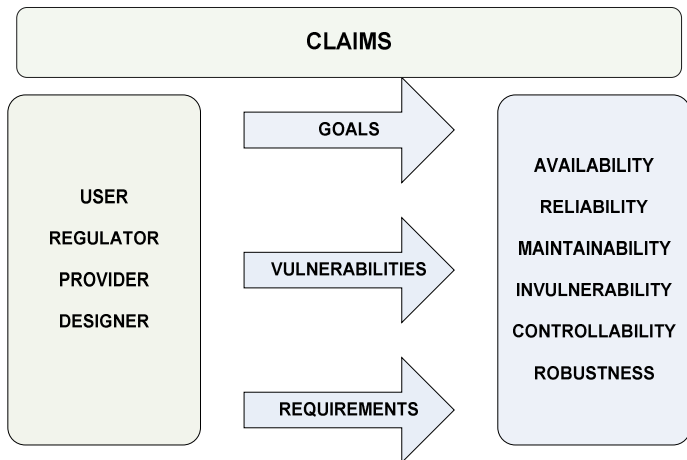 CLAIMS
USER
REGULATOR
PROVIDER
DESIGNER
GOALS
VULNERABILITIES
REQUIREMENTS
AVAILABILITY
RELIABILITY
MAINTAINABILITY
INVULNERABILITY
CONTROLLABILITY
ROBUSTNESS